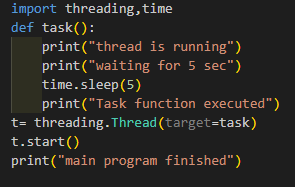 import threading,time
def task():
    print("thread is running")
    print("waiting for 5 sec")
    time.sleep(5)
    print("Task function executed")
t= threading.Thread(target=task)
t.start()
print("main program finished")